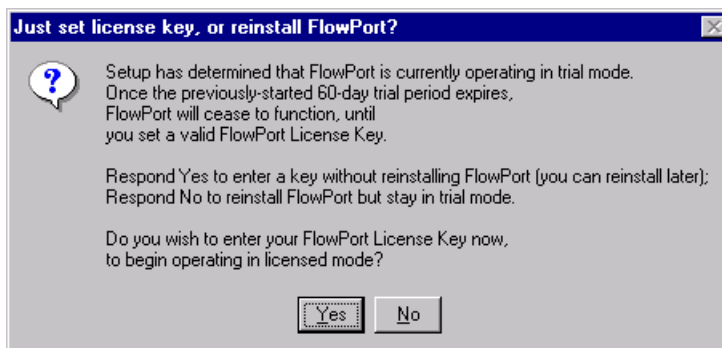 Just set license key, or reinstall FlowPort?
Setup has determined that FlowPort is currently operating in trial mode.
Once the previously-started 60-day trial period expires,
FlowPort will cease to function, until
you set a valid FlowPort License Key.
Respond Yes to enter a key without reinstalling FlowPort (you can reinstall later);
Respond No to reinstall FlowPort but stay in trial mode.
Do you wish to enter your FlowPort License Key now,
to begin operating in licensed mode?
Yes No